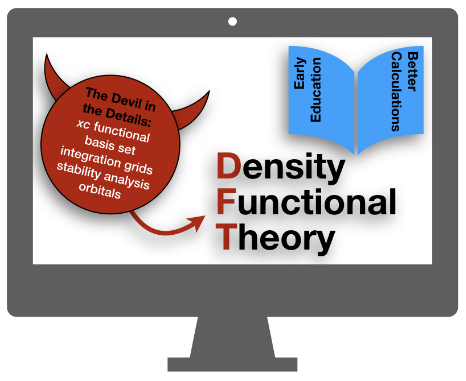 The Devil in
the Details:
xc functional
basis set
integration grids
stability analysis
orbitals
Early
Education
Better
Calculations
Density
Functional
Theory